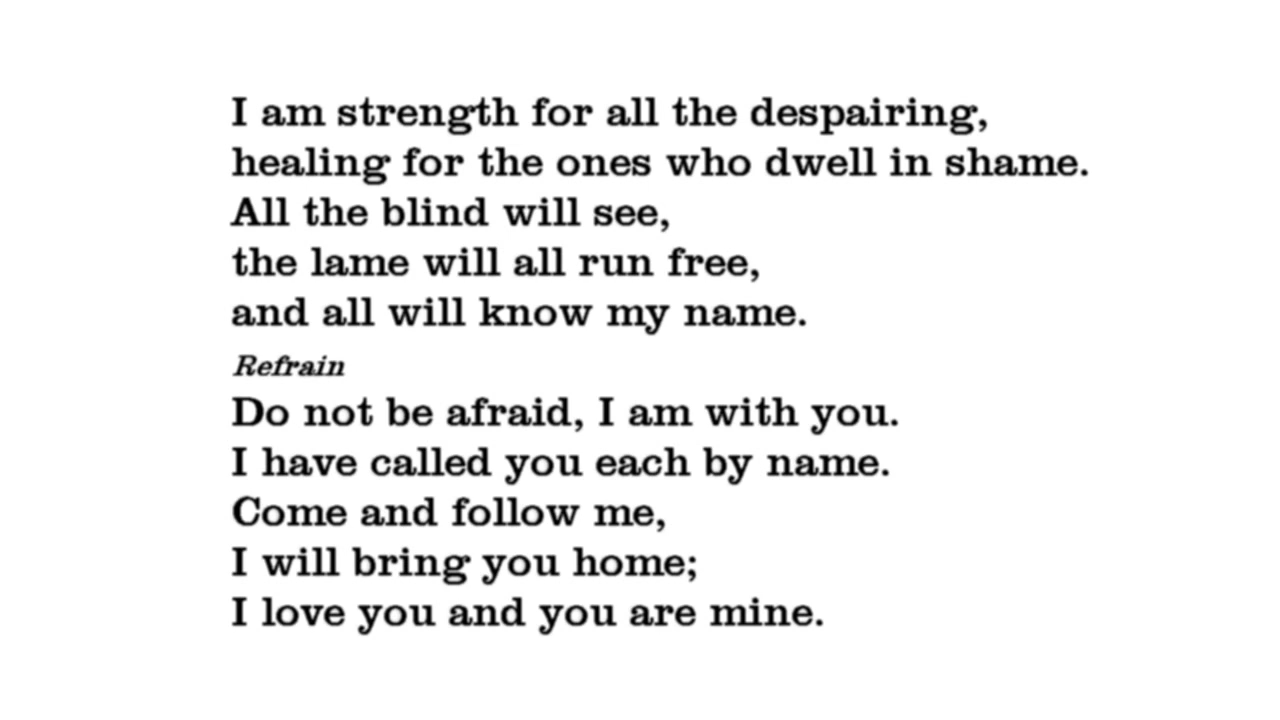 I am strength for all the despairing,
healing for the ones who dwell in shame.
All the blind will see,
the lame will all run free,
and all will know my name.
Refrain
Do not be afraid, I am with you.
I have called you each by name.
Come and follow me,
I will bring you home;
I love you and you are mine.